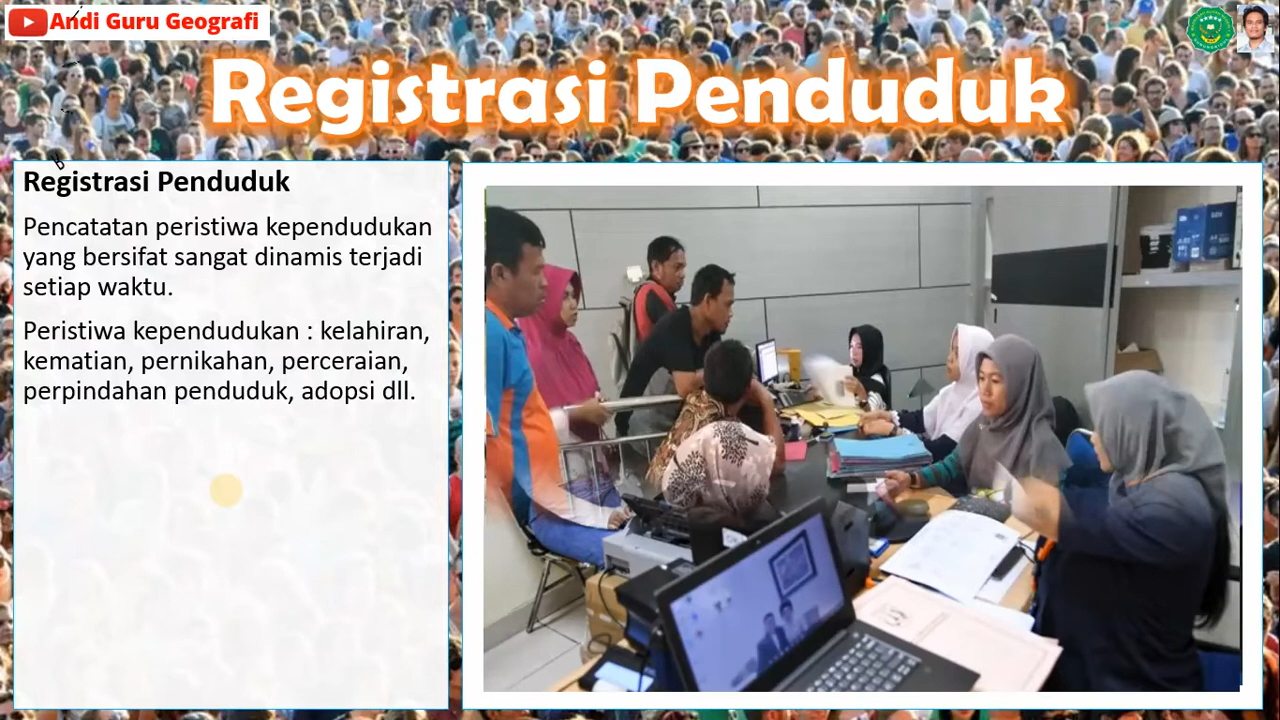 Andi Guru Geografi
Registrasi Penduduk
Registrasi Penduduk
Pencatatan peristiwa kependudukan
yang bersifat sangat dinamis terjadi
setiap waktu.
Peristiwa kependudukan : kelahiran,
kematian, pernikahan, perceraian,
perpindahan penduduk, adopsi dll.